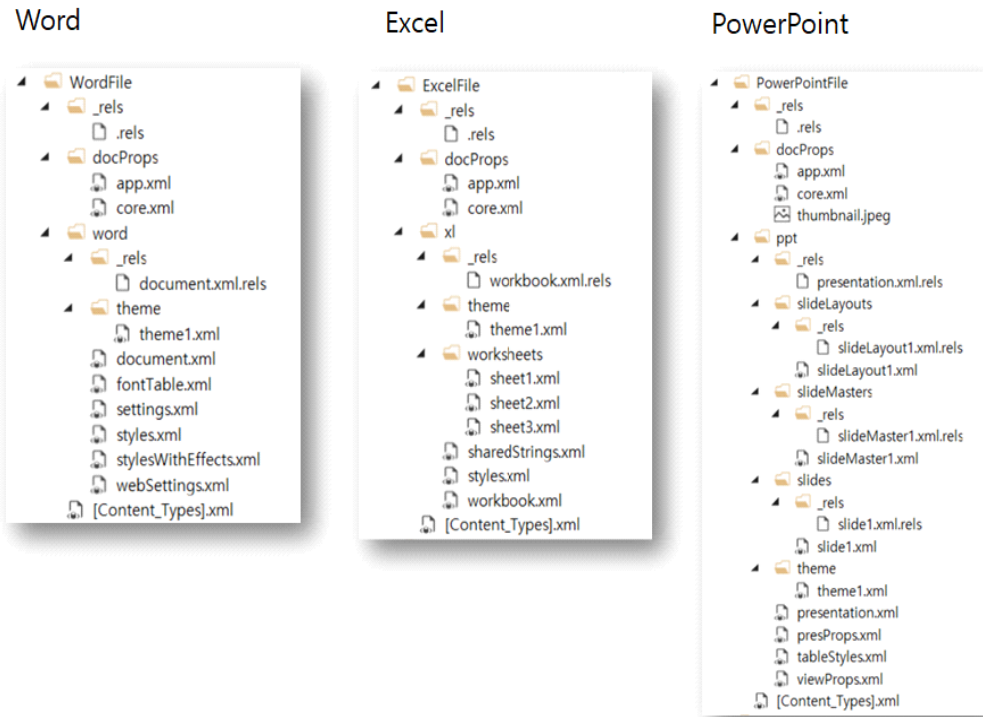 Word
WordFile
_rels
.rels
docProps
app.xml
core.xml
word
_rels
document.xml.rels
theme
theme1.xml
document.xml
fontTable.xml
settings.xml
styles.xml
stylesWithEffects.xml
webSettings.xml
[Content_Types].xml
Excel
ExcelFile
_rels
.rels
docProps
app.xml
core.xml
xl
_rels
workbook.xml.rels
theme
theme1.xml
worksheets
sheet1.xml
sheet2.xml
sheet3.xml
sharedStrings.xml
styles.xml
workbook.xml
[Content_Types].xml
PowerPoint
PowerPointFile
_rels
.rels
docProps
app.xml
core.xml
thumbnail.jpeg
ppt
_rels
presentation.xml.rels
slideLayouts
_rels
slideLayout1.xml.rels
slideLayout1.xml
slideMasters
_rels
slideMaster1.xml.rels
slideMaster1.xml
slides
_rels
slide1.xml.rels
slide1.xml
theme
theme1.xml
presentation.xml
presProps.xml
tableStyles.xml
viewProps.xml
[Content_Types].xml